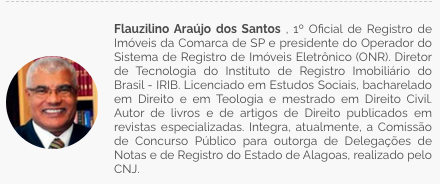 Flauzilino Araújo dos Santos , 1º Oficial de Registro de
Imóveis da Comarca de SP e presidente do Operador do
Sistema de Registro de Imóveis Eletrônico (ONR). Diretor
de Tecnologia do Instituto de Registro Imobiliário do
Brasil - IRIB. Licenciado em Estudos Sociais, bacharelado
em Direito e em Teologia e mestrado em Direito Civil.
Autor de livros e de artigos de Direito publicados em
revistas especializadas. Integra, atualmente, a Comissão
de Concurso Público para outorga de Delegações de
Notas e de Registro do Estado de Alagoas, realizado pelo
CNJ.